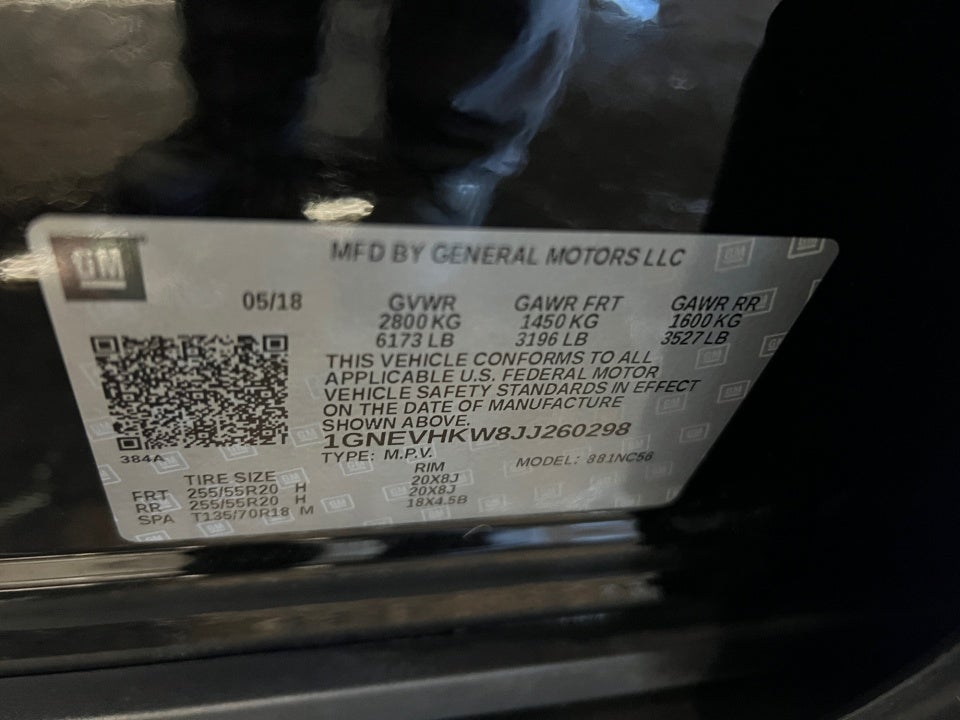 GM
MFD BY GENERAL MOTORS LLC
05/18
GVWR GAWR FRT GAWR RR
2800 KG 1450 KG 1600 KG
6173 LB 3196 LB 3527 LB
THIS VEHICLE CONFORMS TO ALL
APPLICABLE U.S. FEDERAL MOTOR
VEHICLE SAFETY STANDARDS IN EFFECT
ON THE DATE OF MANUFACTURE
SHOWN ABOVE.
1GNEVHKW8JJ260298
384A
TYPE: M.P.V. MODEL: 881NC56
TIRE SIZE RIM
FRT 255/55R20 H 20X8J
RR 255/55R20 H 20X8J
SPA T135/70R18 M 18X4.5B